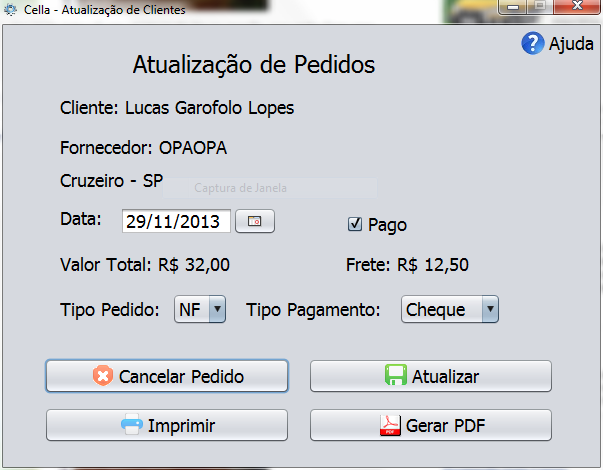 Cella - Atualização de Clientes
Ajuda
Atualização de Pedidos
Cliente: Lucas Garofolo Lopes
Fornecedor: OPAOPA
Cruzeiro - SP
Captura de Janela
Data: 29/11/2013
Pago
Valor Total: R$ 32,00 Frete: R$ 12,50
Tipo Pedido: NF Tipo Pagamento: Cheque
Cancelar Pedido Atualizar
Imprimir Gerar PDF